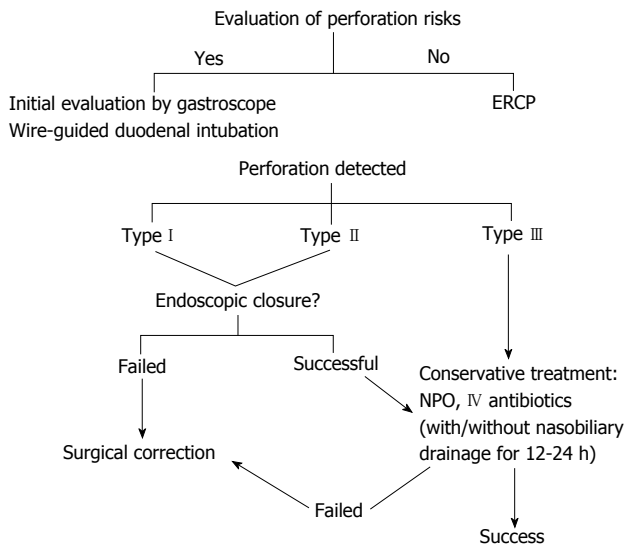 Evaluation of perforation risks
Yes
No
Initial evaluation by gastroscope
Wire-guided duodenal intubation
ERCP
Perforation detected
Type Ⅰ
Type Ⅱ
Type Ⅲ
Endoscopic closure?
Failed
Successful
Conservative treatment:
NPO, Ⅳ antibiotics
(with/without nasobiliary
drainage for 12-24 h)
Surgical correction
Failed
Success